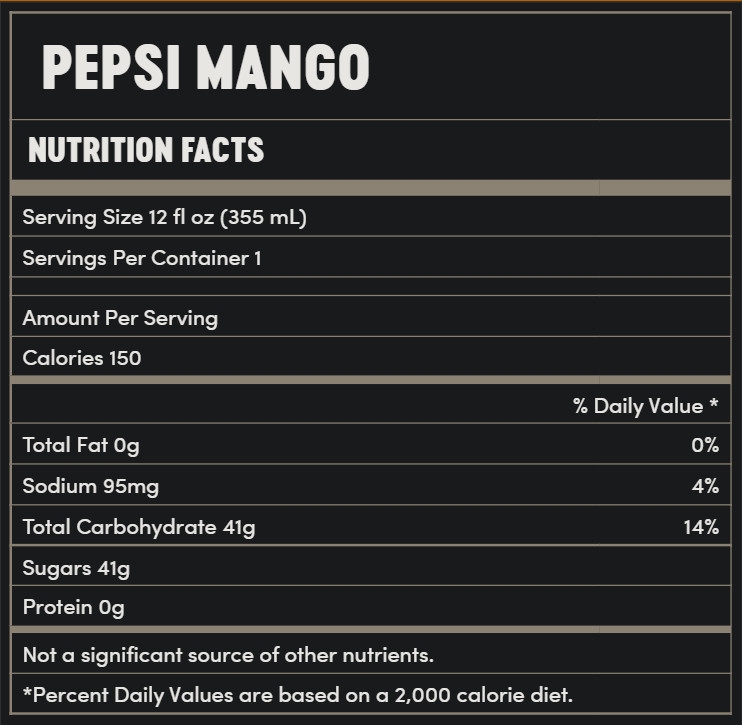 PEPSI MANGO
NUTRITION FACTS
Serving Size 12 fl oz (355 mL)
Servings Per Container 1
Amount Per Serving
Calories 150
% Daily Value *
Total Fat 0g 0%
Sodium 95mg 4%
Total Carbohydrate 41g 14%
Sugars 41g
Protein 0g
Not a significant source of other nutrients.
*Percent Daily Values are based on a 2,000 calorie diet.